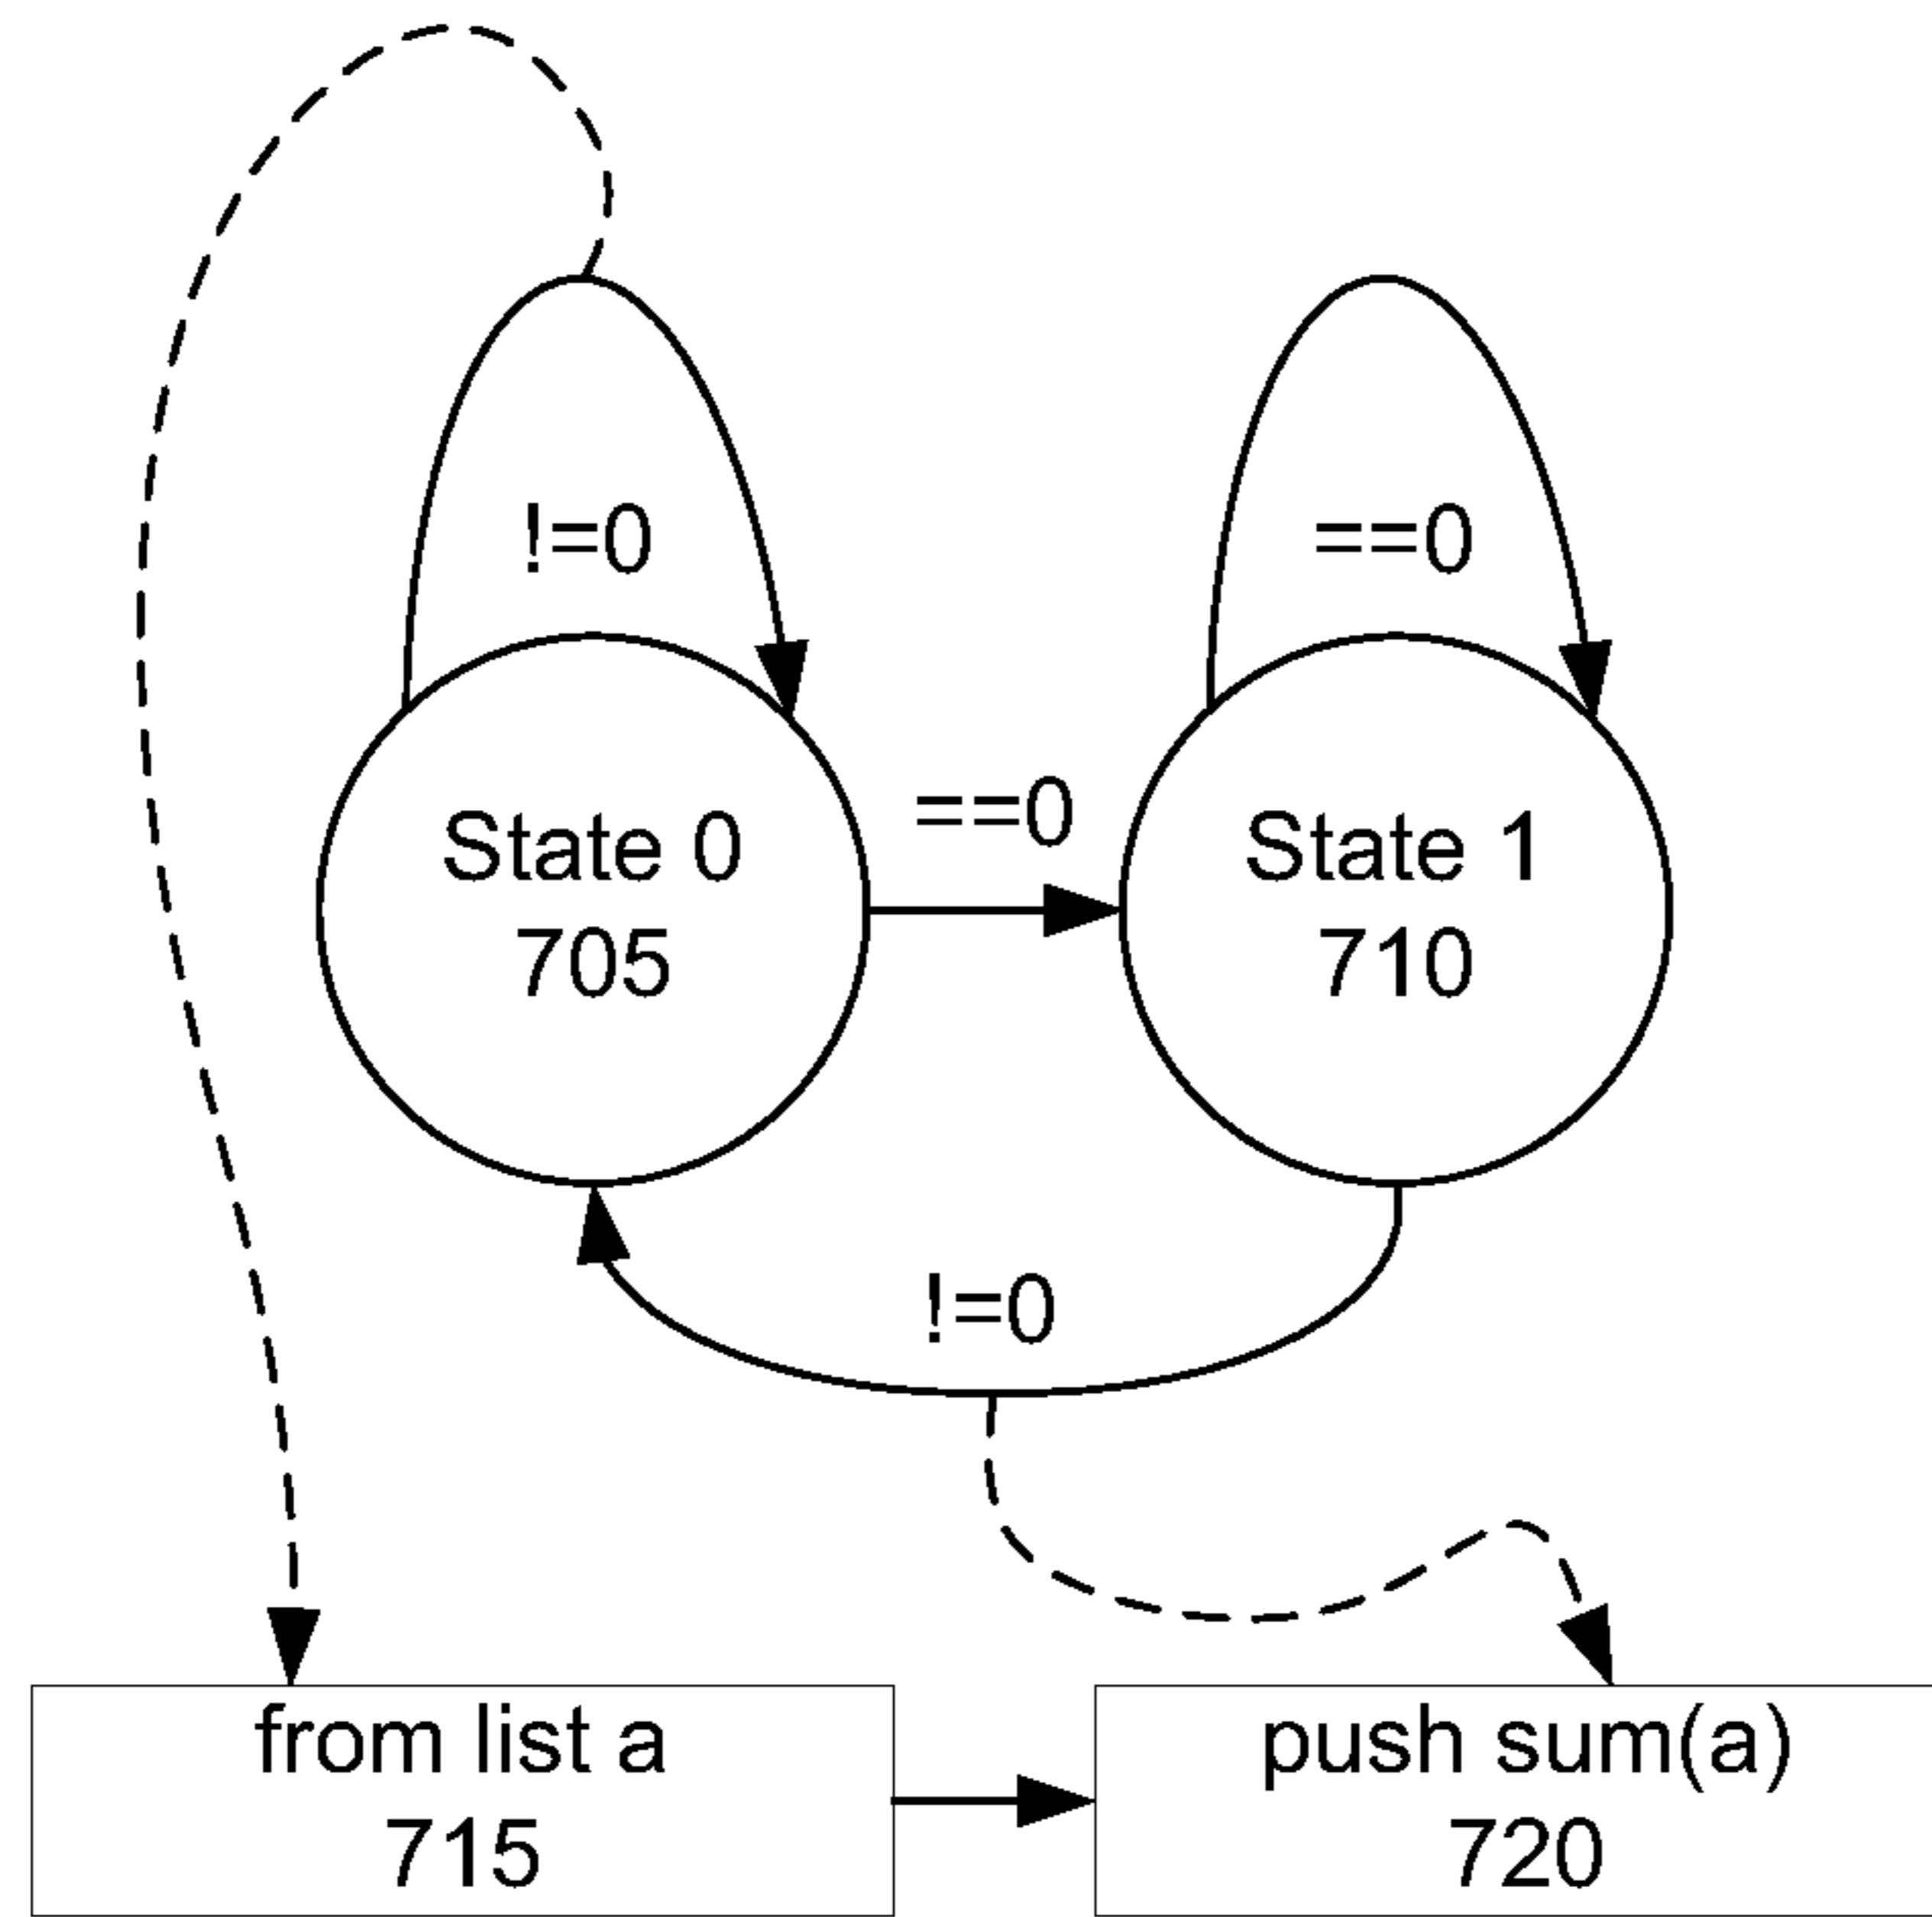 !=0
==0
==0
State 0
705
State 1
710
!=0
from list a
715
push sum(a)
720